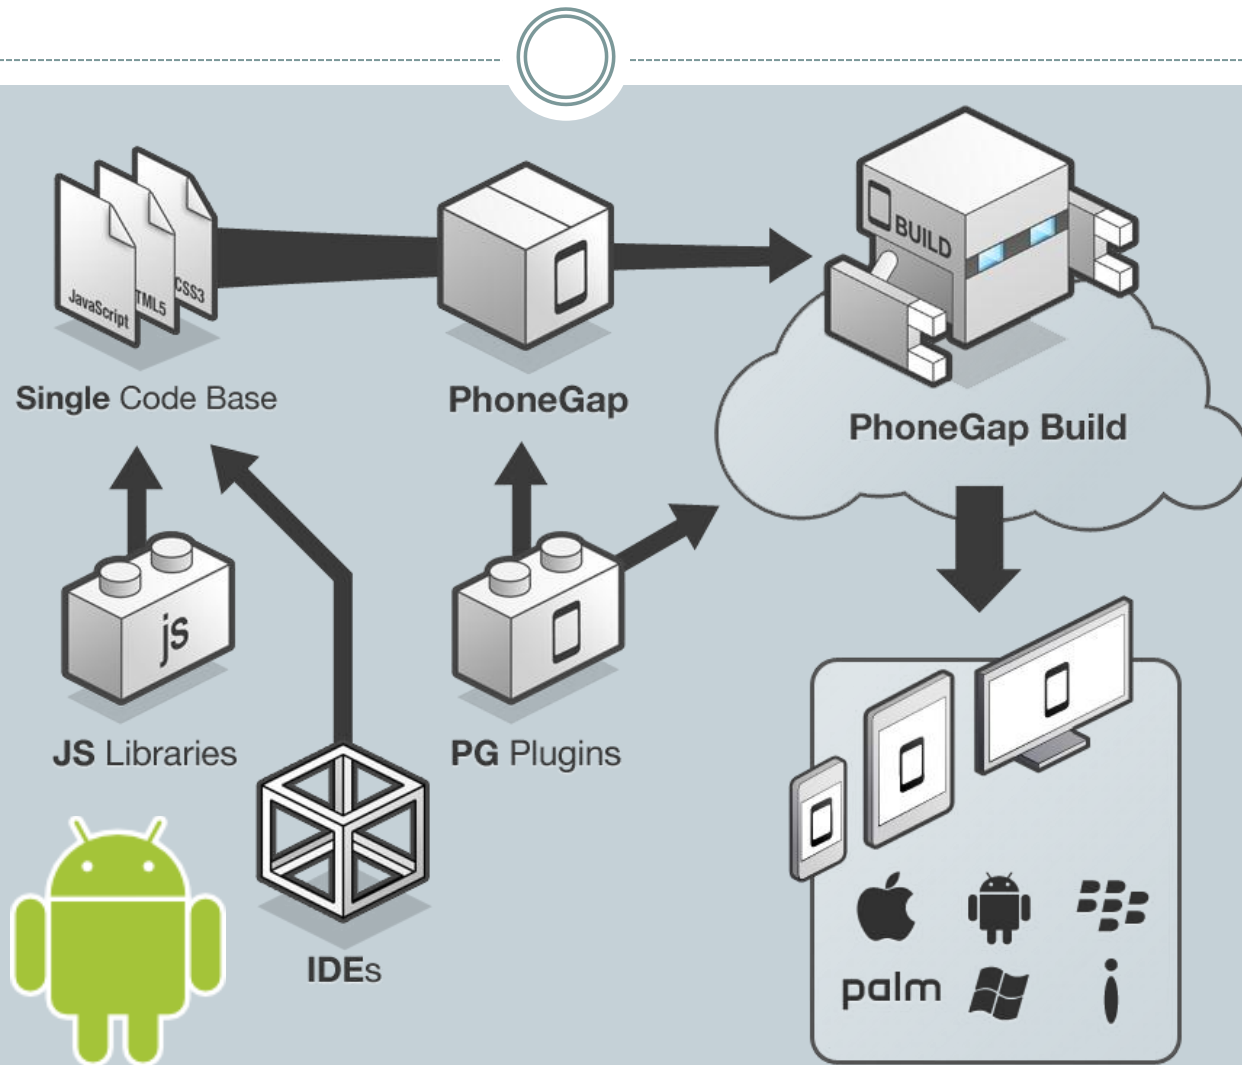 JavaScript
TML5
CSS3
BUILD
Single Code Base
PhoneGap
PhoneGap Build
js
JS Libraries
PG Plugins
IDEs
palm